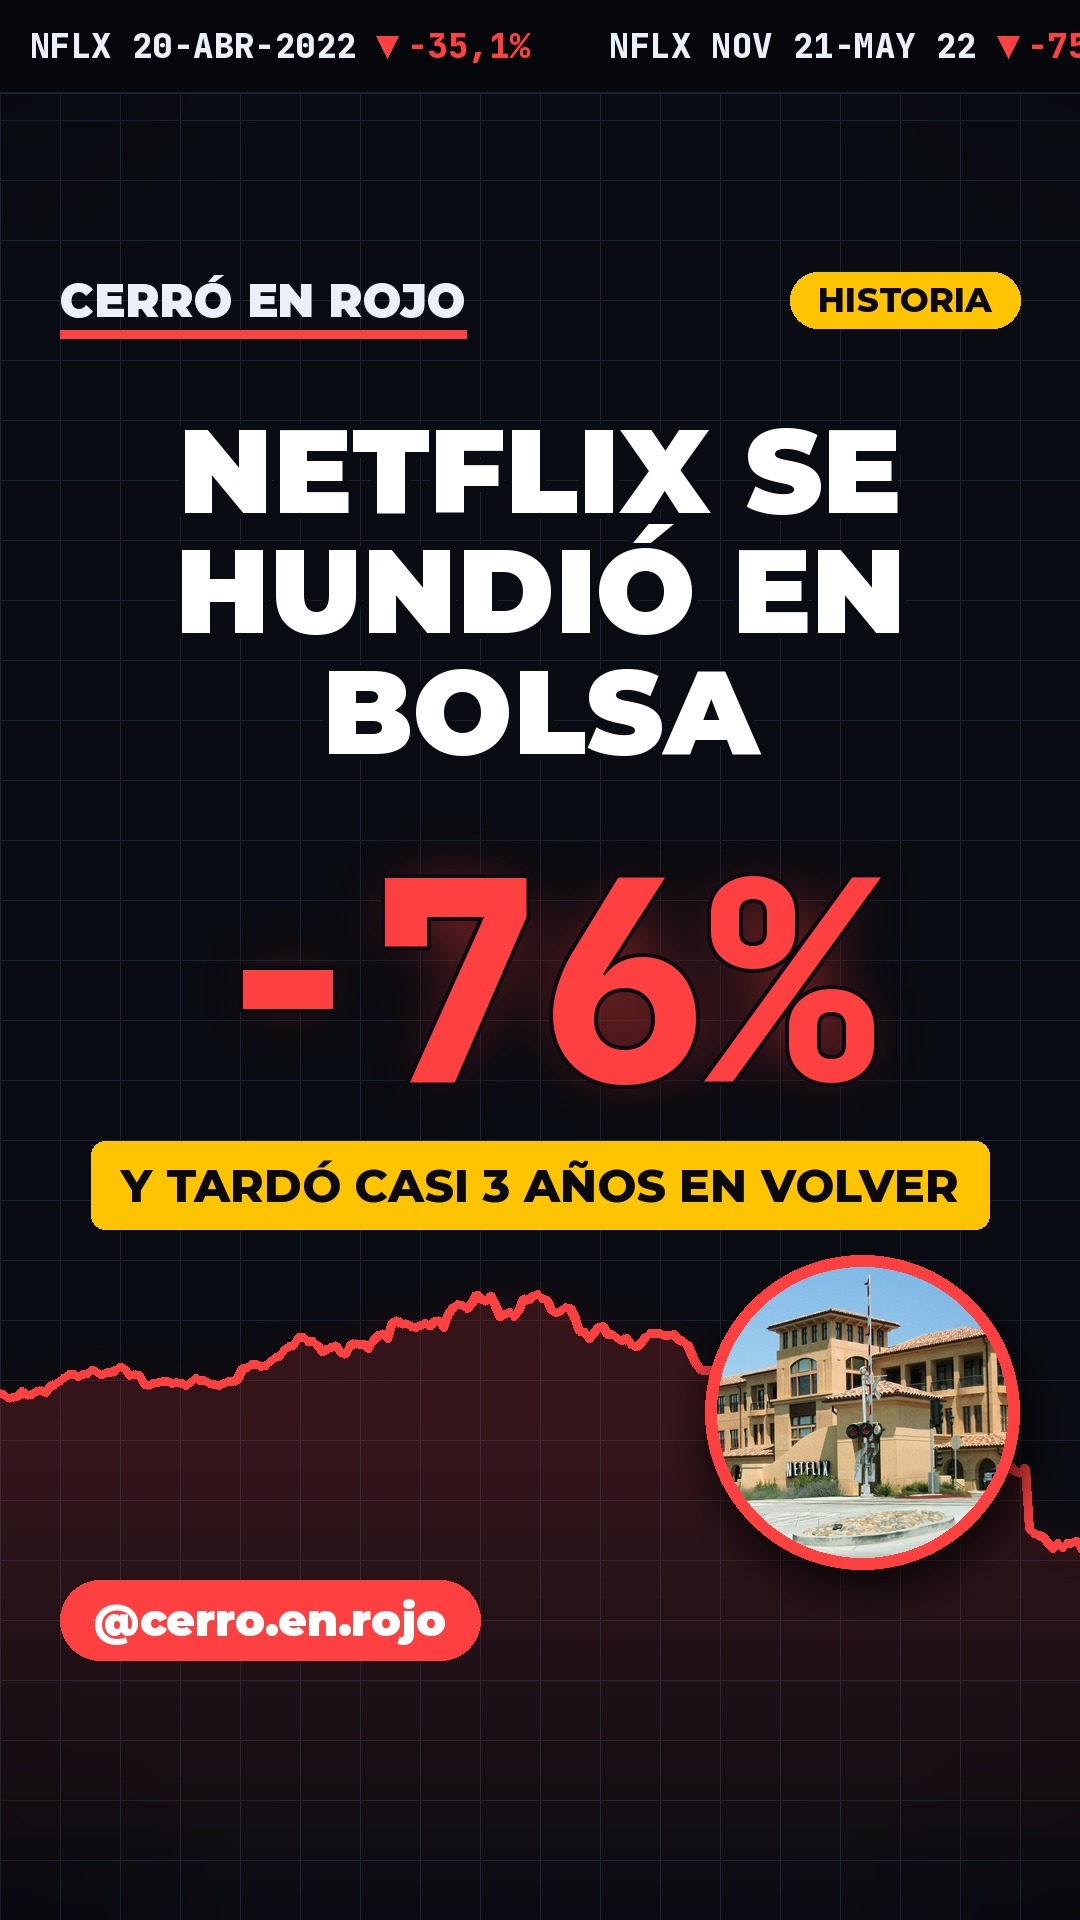 NFLX 20-ABR-2022 ▼-35,1% NFLX NOV 21-MAY 22 ▼-75
CERRÓ EN ROJO
HISTORIA
NETFLIX SE
HUNDIÓ EN
BOLSA
-76%
Y TARDÓ CASI 3 AÑOS EN VOLVER
NETFLIX
@cerro.en.rojo